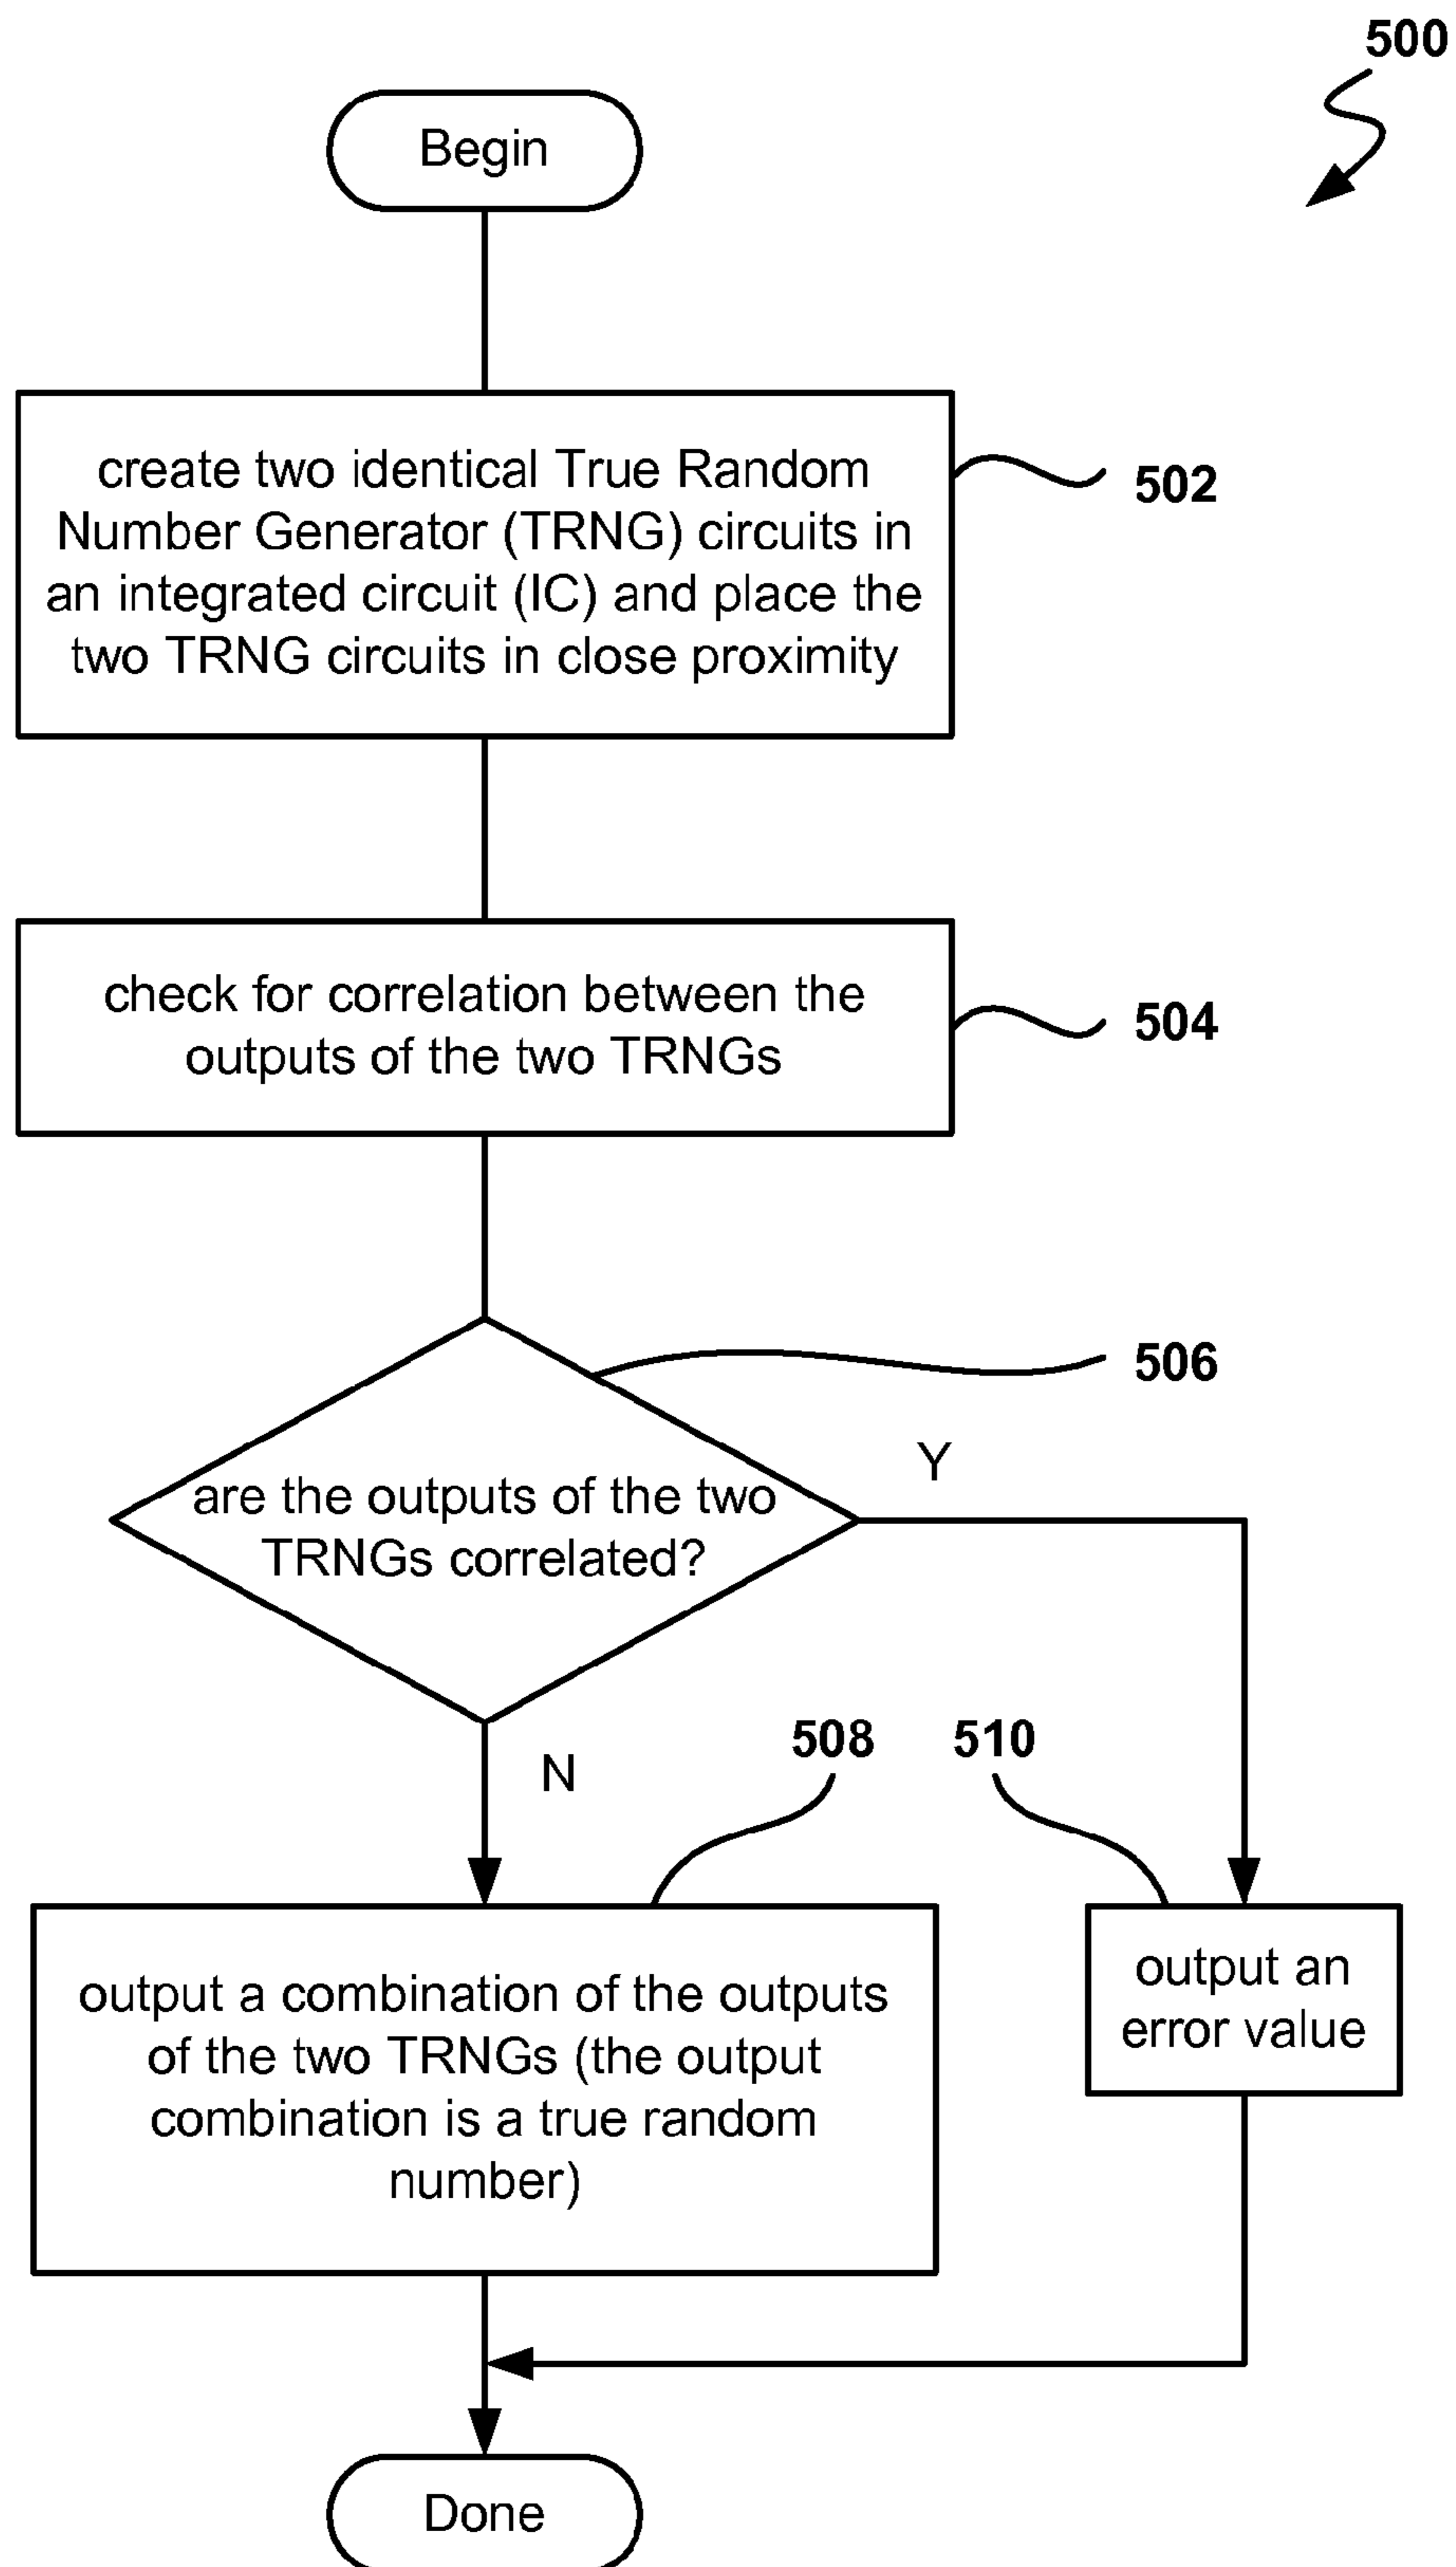 500
Begin
create two identical True Random
Number Generator (TRNG) circuits in
an integrated circuit (IC) and place the
two TRNG circuits in close proximity
502
check for correlation between the
outputs of the two TRNGs
504
506
are the outputs of the two
TRNGs correlated?
Y
N
508
510
output a combination of the outputs
of the two TRNGs (the output
combination is a true random
number)
output an
error value
Done